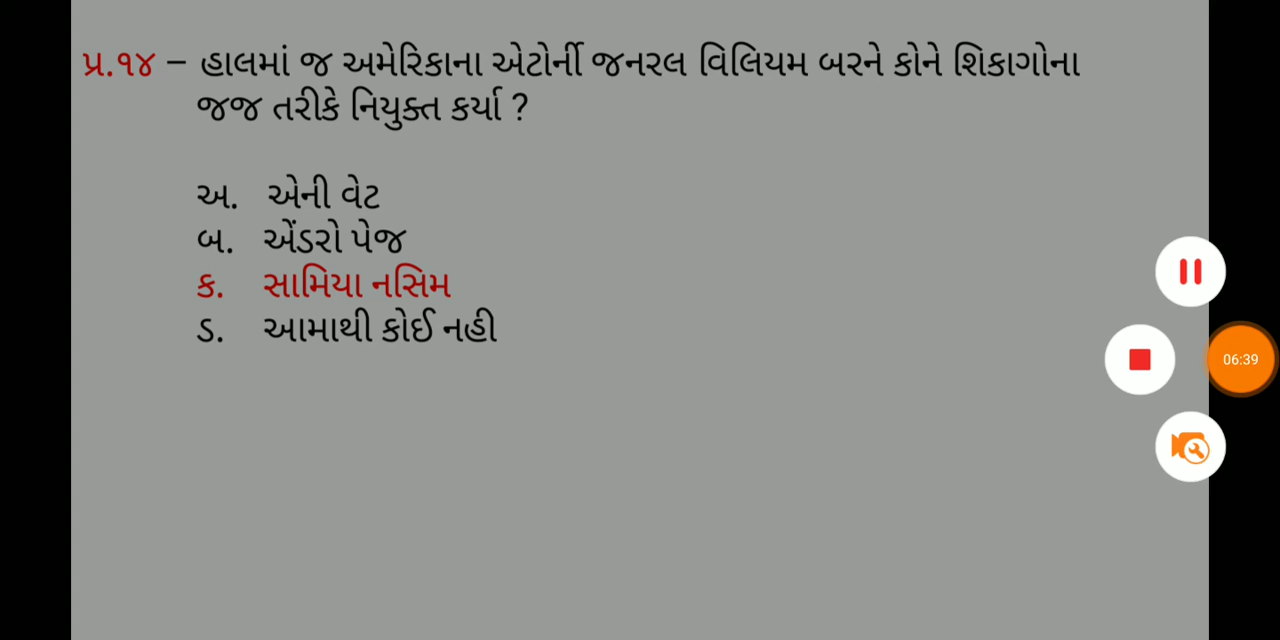 પ્ર.૧૪ – હાલમાં જ અમેરિકાના એટોર્ની જનરલ વિલિયમ બરને કોને શિકાગોના
જજ તરીકે નિયુક્ત કર્યા ?
અ. એની વેટ
બ. એંડરો પેજ
ક. સામિયા નસિમ
ડ. આમાથી કોઈ નહી
06:39